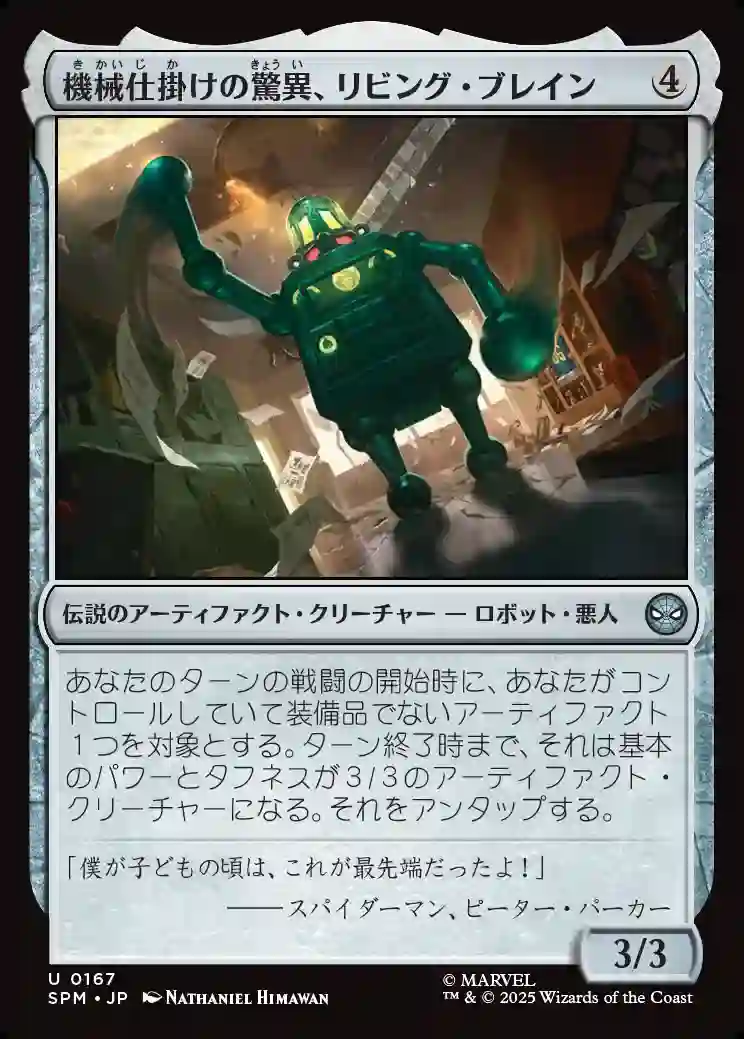 機械仕掛けの驚異、リビング・ブレイン 4
伝説のアーティファクト・クリーチャー ― ロボット・悪人
あなたのターンの戦闘の開始時に、あなたがコン
トロールしていて装備品でないアーティファクト
１つを対象とする。ターン終了時まで、それは基本
のパワーとタフネスが３/３のアーティファクト・
クリーチャーになる。それをアンタップする。
「僕が子どもの頃は、これが最先端だったよ！」
――スパイダーマン、ピーター・パーカー
3/3
U 0167
SPM • JP NATHANIEL HIMAWAN
© MARVEL
™ & © 2025 Wizards of the Coast